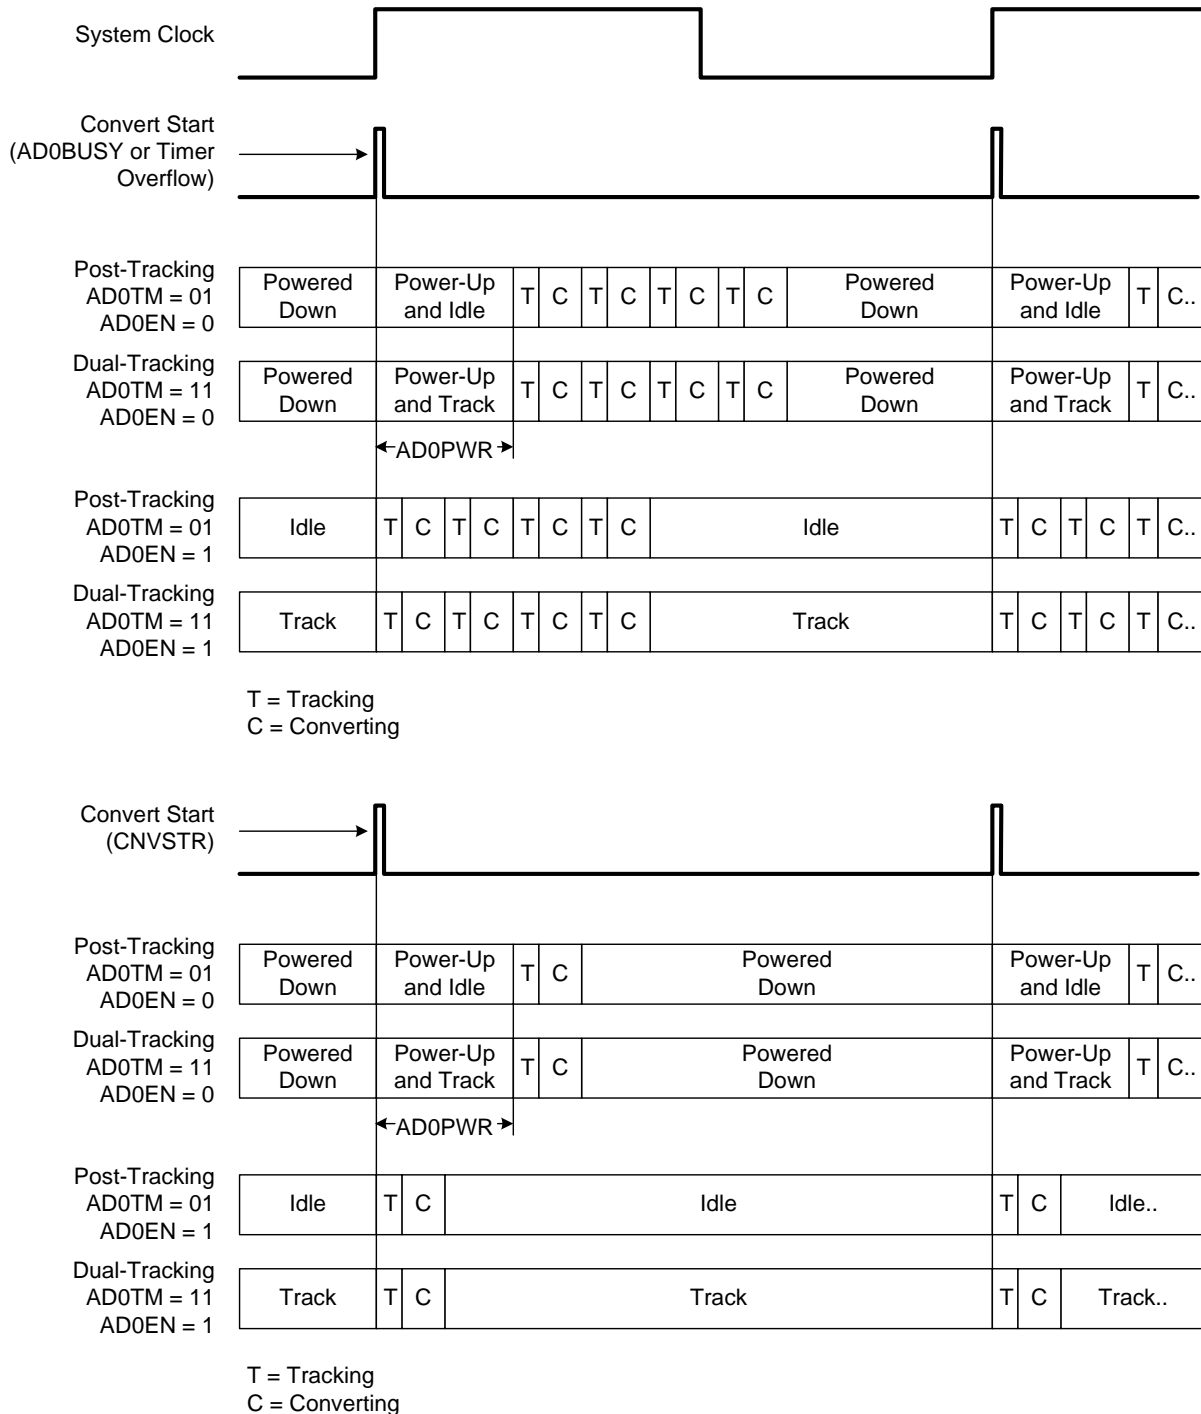 System Clock
Convert Start
(AD0BUSY or Timer
Overflow)
Post-Tracking
AD0TM = 01
AD0EN = 0
Powered
Down
Power-Up
and Idle
T C T C T C T C
Powered
Down
Power-Up
and Idle
T C..
Dual-Tracking
AD0TM = 11
AD0EN = 0
Powered
Down
Power-Up
and Track
T C T C T C T C
Powered
Down
Power-Up
and Track
T C..
AD0PWR
Post-Tracking
AD0TM = 01
AD0EN = 1
Idle T C T C T C T C Idle T C T C T C..
Dual-Tracking
AD0TM = 11
AD0EN = 1
Track T C T C T C T C Track T C T C T C..
T = Tracking
C = Converting
Convert Start
(CNVSTR)
Post-Tracking
AD0TM = 01
AD0EN = 0
Powered
Down
Power-Up
and Idle
T C
Powered
Down
Power-Up
and Idle
T C..
Dual-Tracking
AD0TM = 11
AD0EN = 0
Powered
Down
Power-Up
and Track
T C
Powered
Down
Power-Up
and Track
T C..
AD0PWR
Post-Tracking
AD0TM = 01
AD0EN = 1
Idle T C Idle T C Idle..
Dual-Tracking
AD0TM = 11
AD0EN = 1
Track T C Track T C Track..
T = Tracking
C = Converting